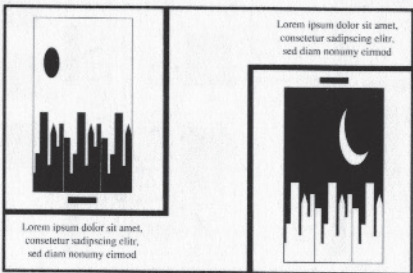 Lorem ipsum dolor sit amet,
consetetur sadipscing elitr,
sed diam nonumy eirmod
Lorem ipsum dolor sit amet,
consetetur sadipscing elitr,
sed diam nonumy eirmod